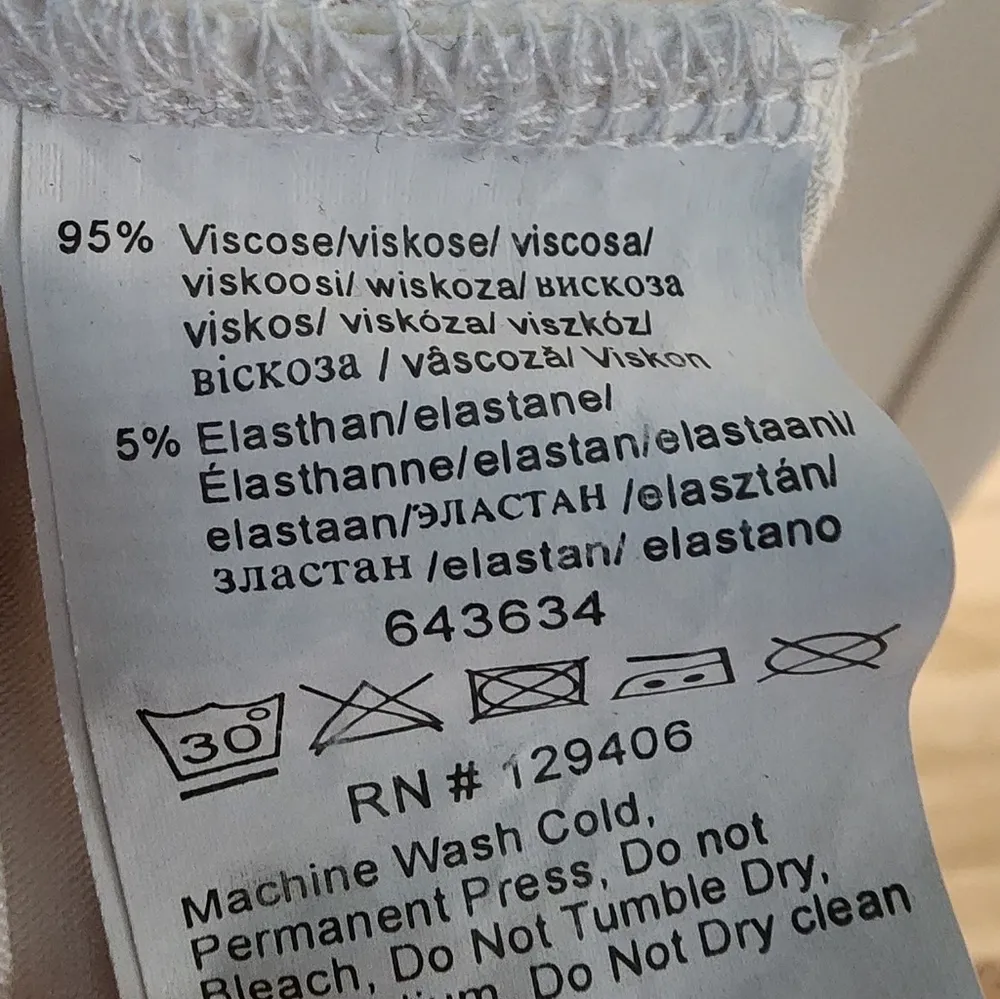 95% Viscose/viskose/ viscosa/
viskoosi/ wiskoza/ вискоза
viskos/ viskóza/ viszkóz/
віскоза / vâscoză/ Viskon
5% Elasthan/elastane/
Élasthanne/elastan/elastaani/
elastaan/ЭЛАСТАН /elasztán/
зластан /elastan/ elastano
643634
30°
RN # 129406
Machine Wash Cold,
Permanent Press, Do not
Bleach, Do Not Tumble Dry,
Do Not Dry clean